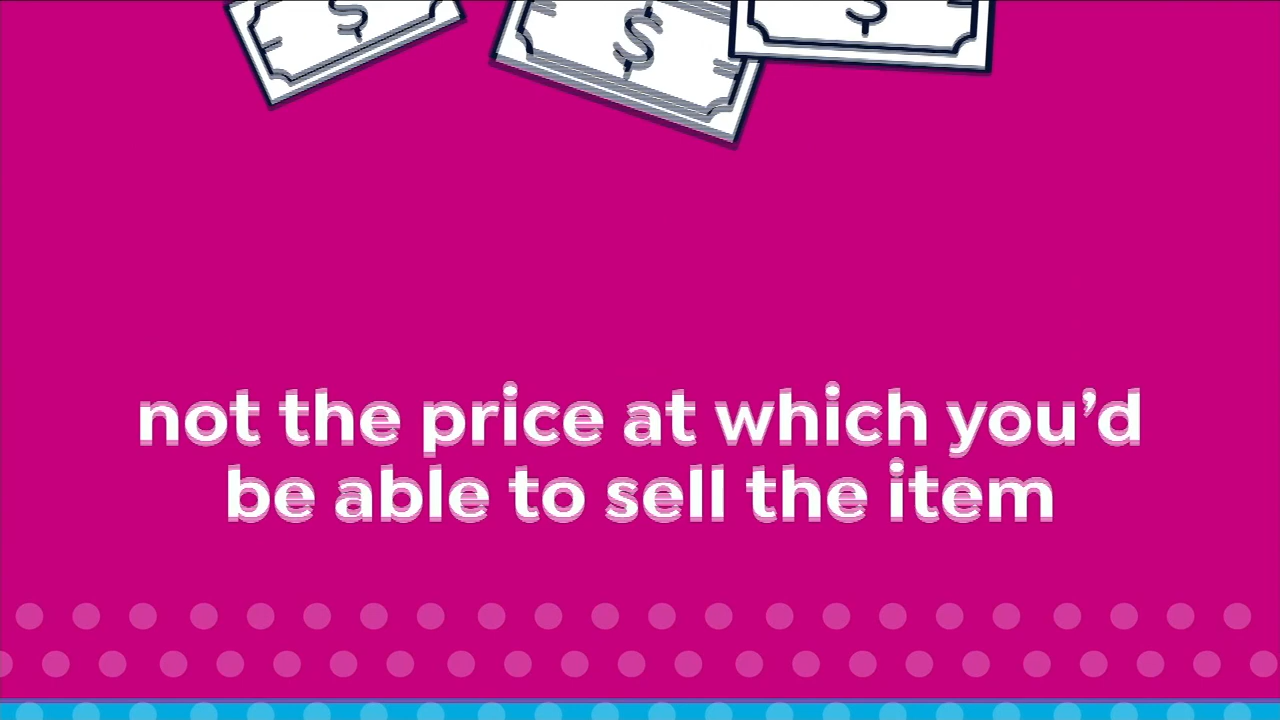 $ $ $
not the price at which you’d
be able to sell the item